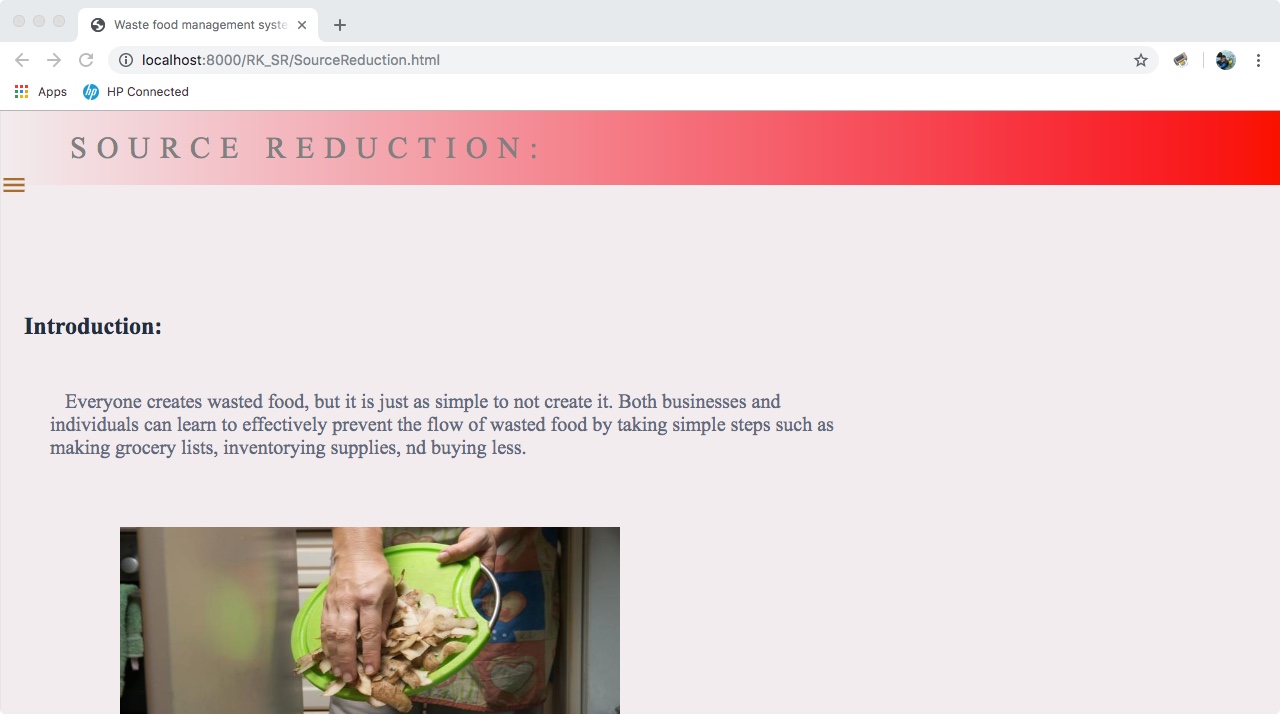 Waste food management syste
localhost:8000/RK_SR/SourceReduction.html
Apps
hp
HP Connected
SOURCE REDUCTION:
Introduction:
Everyone creates wasted food, but it is just as simple to not create it. Both businesses and
individuals can learn to effectively prevent the flow of wasted food by taking simple steps such as
making grocery lists, inventorying supplies, nd buying less.